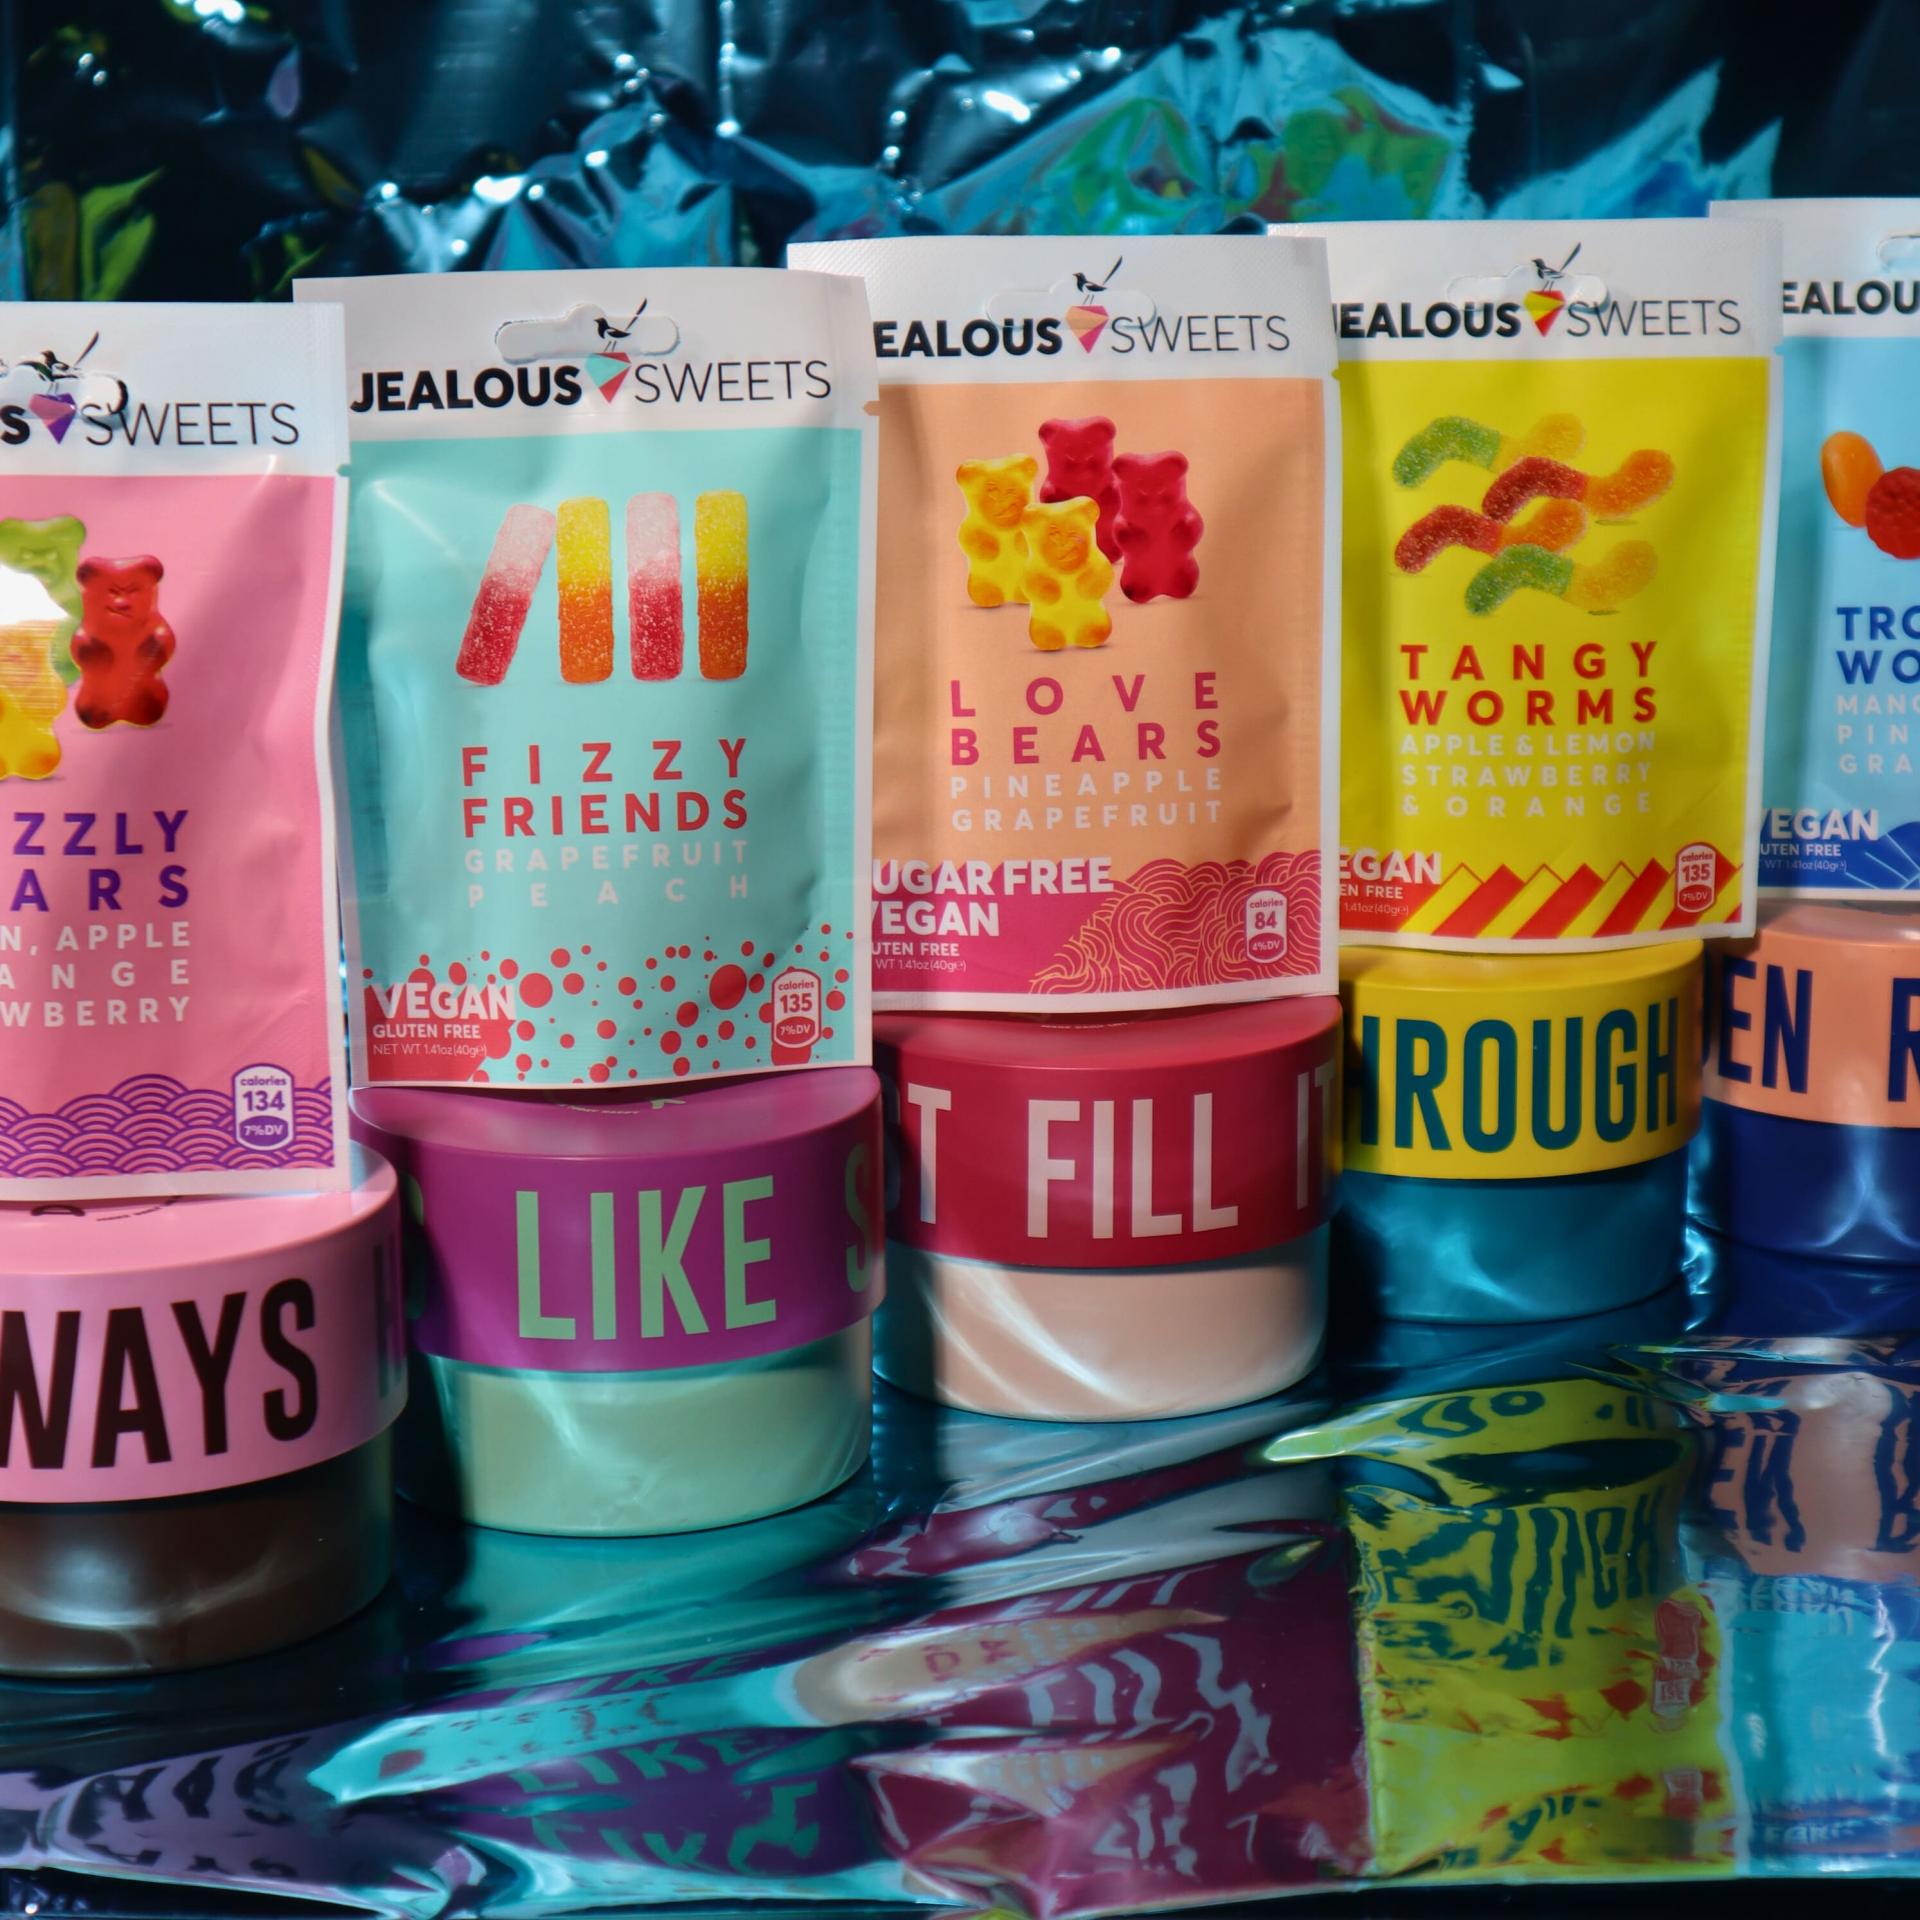 S SWEETS
ZZLY
ARS
N, APPLE
ANGE
WBERRY
calories
134
7%DV
JEALOUS SWEETS
FIZZY
FRIENDS
GRAPEFRUIT
PEACH
VEGAN
GLUTEN FREE
NET WT 1.41oz (40g℮)
calories
135
7%DV
EALOUS SWEETS
LOVE
BEARS
PINEAPPLE
GRAPEFRUIT
UGAR FREE
VEGAN
UTEN FREE
WT 1.41oz (40g℮)
calories
84
4%DV
JEALOUS SWEETS
TANGY
WORMS
APPLE & LEMON
STRAWBERRY
& ORANGE
EGAN
EN FREE
1.41oz (40g℮)
calories
135
7%DV
EALOU
TRO
WO
MANG
PIN
GRA
VEGAN
UTEN FREE
WT 1.41oz (40g℮)
WAYS
LIKE S
ST FILL IT
HROUGH
EN R